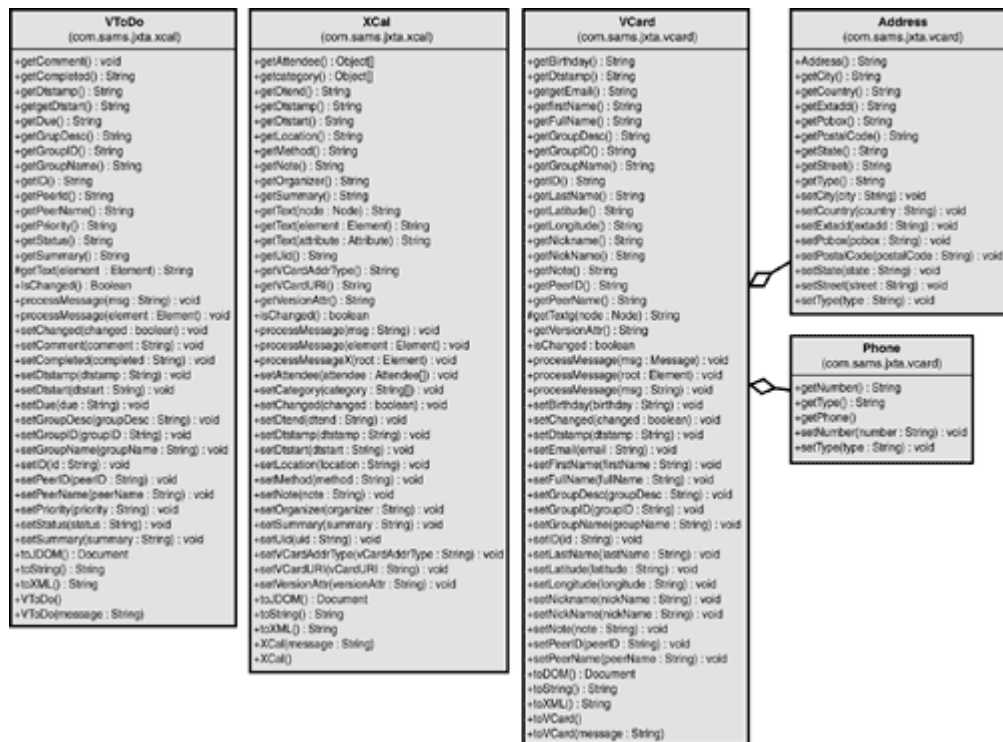 VToDo
(com.sams.jxta.xcal)
+getComment() : void
+getCompleted() : String
+getDtstamp() : String
+getgetDtstart() : String
+getDue() : String
+getGrupDesc() : String
+getGroupID() : String
+getGroupName() : String
+getID() : String
+getPeerId() : String
+getPeerName() : String
+getPriority() : String
+getStatus() : String
+getSummary() : String
#getText(element : Element) : String
+IsChanged() : Boolean
+processMessage(msg : String) : void
+processMessage(element : Element) : void
+setChanged(changed : boolean) : void
+setComment(comment : String) : void
+setCompleted(completed : String) : void
+setDtstamp(dtstamp : String) : void
+setDtstart(dtstart : String) : void
+setDue(due : String) : void
+setGroupDesc(groupDesc : String) : void
+setGroupID(groupID : String) : void
+setGroupName(groupName : String) : void
+setID(id : String) : void
+setPeerID(peerID : String) : void
+setPeerName(peerName : String) : void
+setPriority(priority : String) : void
+setStatus(status : String) : void
+setSummary(summary : String) : void
+toJDOM() : Document
+toString() : String
+toXML() : String
+VToDo()
+VToDo(message : String)
XCal
(com.sams.jxta.xcal)
+getAttendee() : Object[]
+getcategory() : Object[]
+getDtend() : String
+getDtstamp() : String
+getDtstart() : String
+getLocation() : String
+getMethod() : String
+getNote() : String
+getOrganizer() : String
+getSummary() : String
+getText(node : Node) : String
+getText(element : Element) : String
+getText(attribute : Attribute) : String
+getUid() : String
+getVCardAddrType() : String
+getVCardURI() : String
+getVersionAttr() : String
+isChanged() : boolean
+processMessage(msg : String) : void
+processMessage(element : Element) : void
+processMessageX(root : Element) : void
+setAttendee(attendee : Attendee[]) : void
+setCategory(category : String[]) : void
+setChanged(changed : boolean) : void
+setDtend(dtend : String) : void
+setDtstamp(dtstamp : String) : void
+setDtstart(dtstart : String) : void
+setLocation(location : String) : void
+setMethod(method : String) : void
+setNote(note : String) : void
+setOrganizer(organizer : String) : void
+setSummary(summary : String) : void
+setUid(uid : String) : void
+setVCardAddrType(vCardAddrType : String) : void
+setVCardURI(vCardURI : String) : void
+setVersionAttr(versionAttr : String) : void
+toJDOM() : Document
+toString() : String
+toXML() : String
+XCal(message : String)
+XCal()
VCard
(com.sams.jxta.vcard)
+getBirthday() : String
+getDtstamp() : String
+getgetEmail() : String
+getfirstName() : String
+getFullName() : String
+getGroupDesc() : String
+getGroupID() : String
+getGroupName() : String
+getID() : String
+getLastName() : String
+getLatitude() : String
+getLongitude() : String
+getNickname() : String
+getNickName() : String
+getNote() : String
+getPeerID() : String
+getPeerName() : String
#getTextg(node : Node) : String
+getVersionAttr() : String
+isChanged : boolean
+processMessage(msg : Message) : void
+processMessage(root : Element) : void
+processMessage(msg : String) : void
+setBirthday(birthday : String) : void
+setChanged(changed : boolean) : void
+setDtstamp(dtstamp : String) : void
+setEmail(email : String) : void
+setFirstName(firstName : String) : void
+setFullName(fullName : String) : void
+setGroupDesc(groupDesc : String) : void
+setGroupID(groupID : String) : void
+setGroupName(groupName : String) : void
+setID(id : String) : void
+setLastName(lastName : String) : void
+setLatitude(latitude : String) : void
+setLongitude(longitude : String) : void
+setNickname(nickName : String) : void
+setNickName(nickName : String) : void
+setNote(note : String) : void
+setPeerID(peerID : String) : void
+setPeerName(peerName : String) : void
+toDOM() : Document
+toString() : String
+toXML() : String
+toVCard()
+toVCard(message : String)
Address
(com.sams.jxta.vcard)
+Address() : String
+getCity() : String
+getCountry() : String
+getExtadd() : String
+getPobox() : String
+getPostalCode() : String
+getState() : String
+getStreet() : String
+getType() : String
+setCity(city : String) : void
+setCountry(country : String) : void
+setExtadd(extadd : String) : void
+setPobox(pobox : String) : void
+setPostalCode(postalCode : String) : void
+setState(state : String) : void
+setStreet(street : String) : void
+setType(type : String) : void
Phone
(com.sams.jxta.vcard)
+getNumber() : String
+getType() : String
+getPhone()
+setNumber(number : String) : void
+setType(type : String) : void